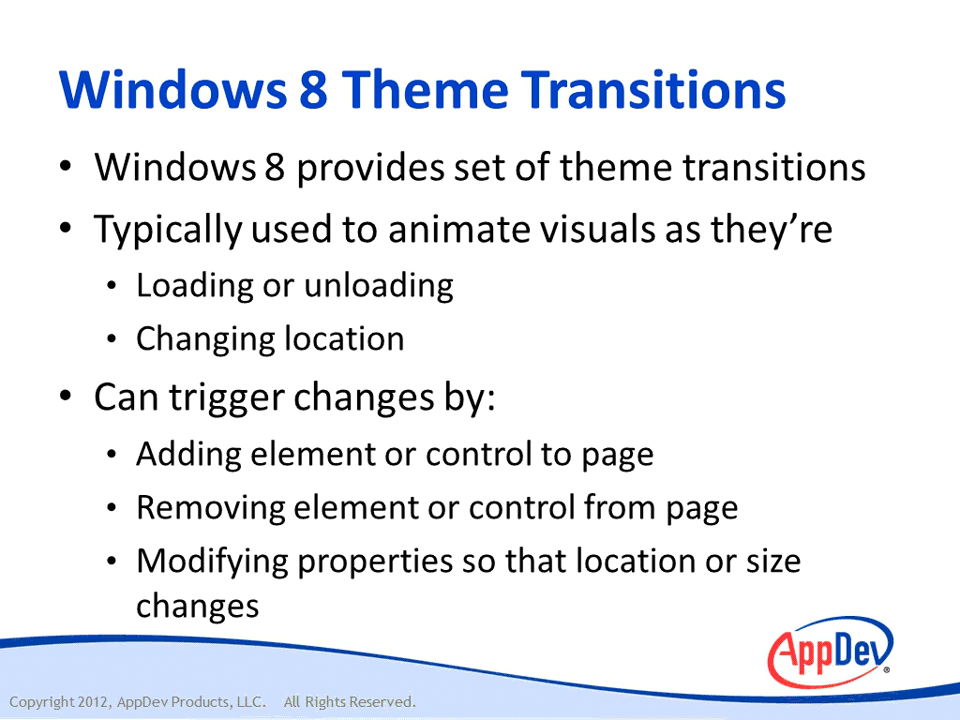 Windows 8 Theme Transitions
• Windows 8 provides set of theme transitions
• Typically used to animate visuals as they’re
• Loading or unloading
• Changing location
• Can trigger changes by:
• Adding element or control to page
• Removing element or control from page
• Modifying properties so that location or size
changes
AppDev®
Copyright 2012, AppDev Products, LLC. All Rights Reserved.